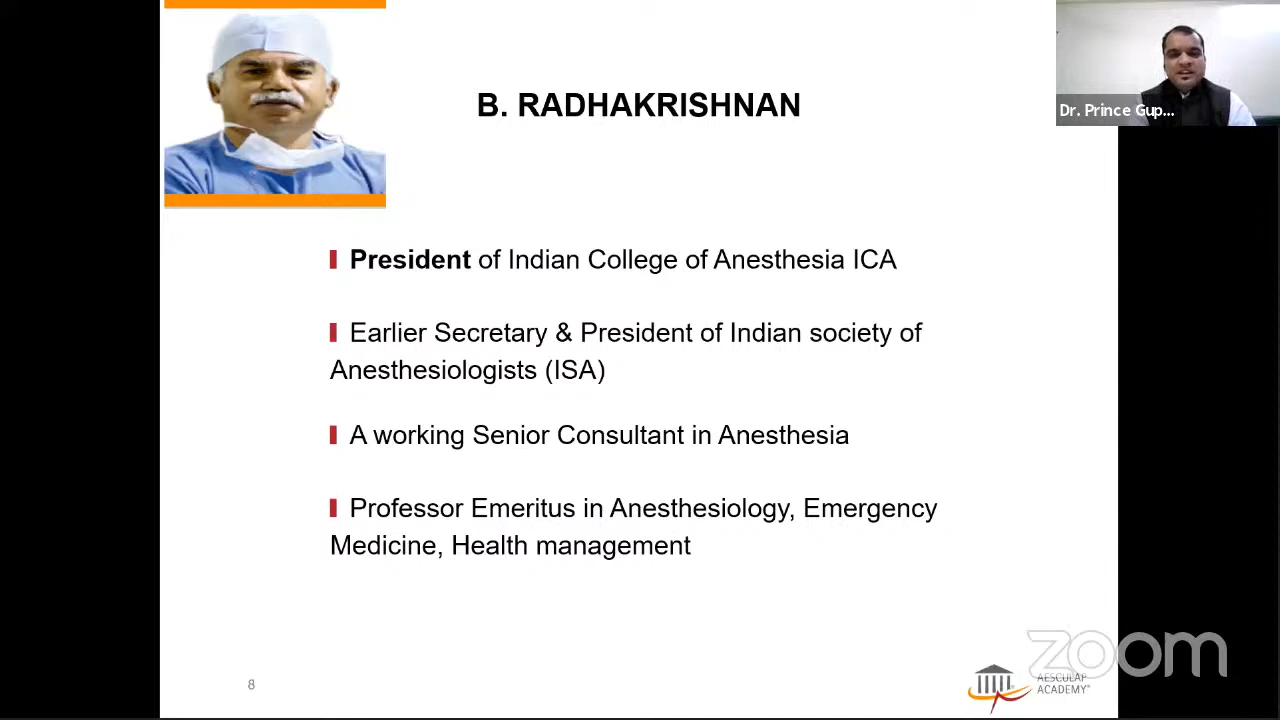 B. RADHAKRISHNAN
Dr. Prince Gup...
President of Indian College of Anesthesia ICA
Earlier Secretary & President of Indian society of
Anesthesiologists (ISA)
A working Senior Consultant in Anesthesia
Professor Emeritus in Anesthesiology, Emergency
Medicine, Health management
zoom
8
AESCULAP
ACADEMY®